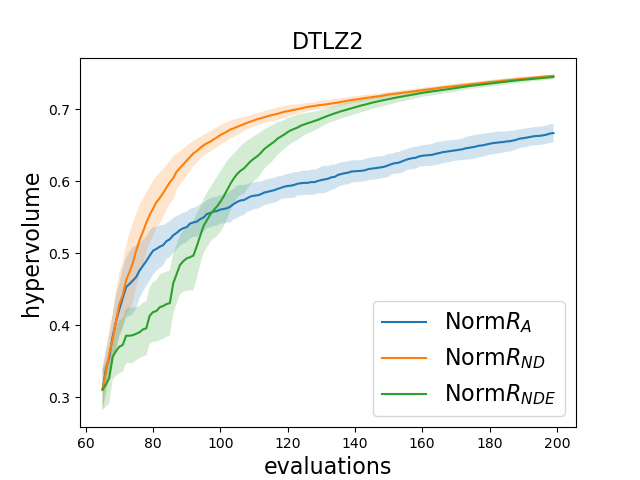 DTLZ2
hypervolume
0.7
0.6
0.5
0.4
0.3
60 80 100 120 140 160 180 200
evaluations
NormR_A
NormR_ND
NormR_NDE